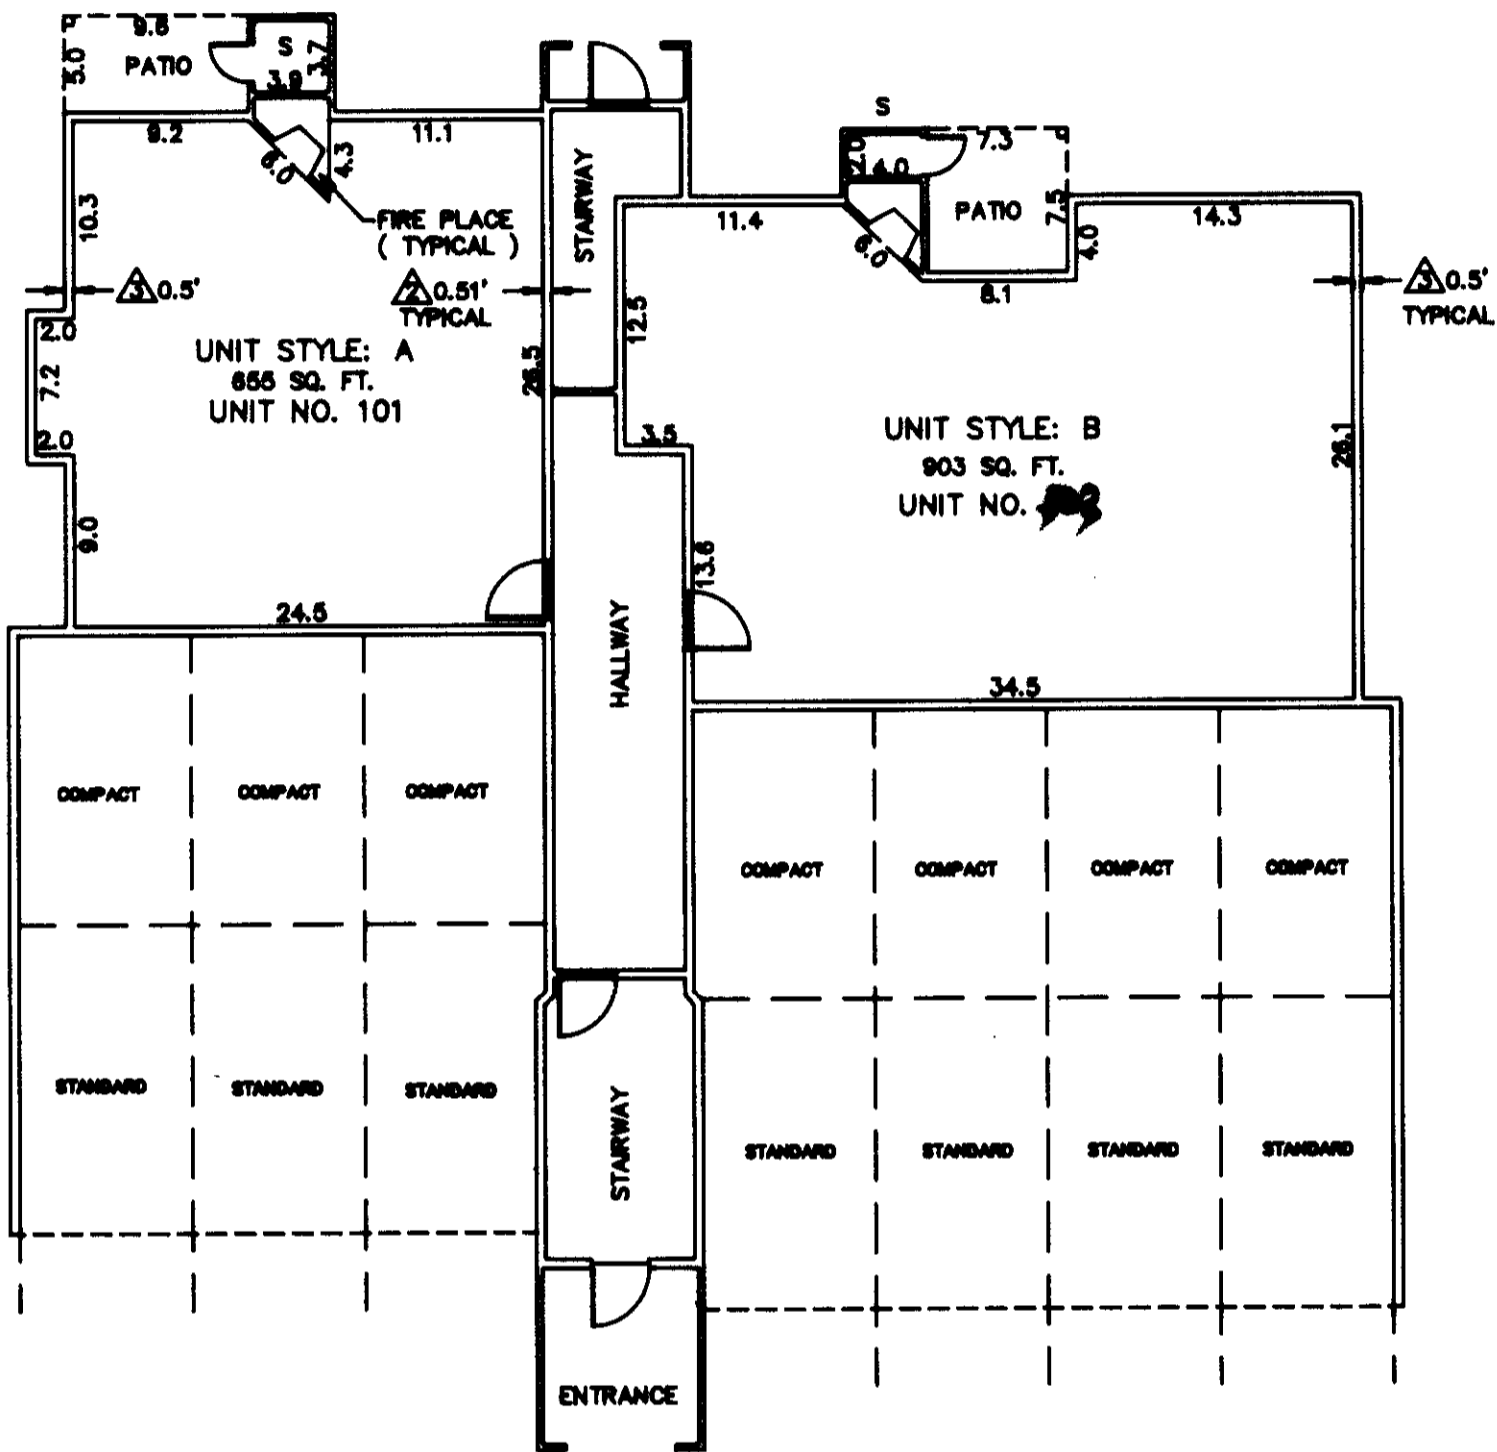 9.6
S
5.0
PATIO
3.7
3.9
9.2
6.0
4.3
11.1
10.3
FIRE PLACE
( TYPICAL )
3 0.5'
2 0.51'
TYPICAL
2.0
7.2
2.0
9.0
UNIT STYLE: A
655 SQ. FT.
UNIT NO. 101
26.5
24.5
STAIRWAY
S
2.0
4.0
7.3
PATIO
7.5
4.0
11.4
6.0
8.1
14.3
3 0.5'
TYPICAL
12.5
3.5
UNIT STYLE: B
903 SQ. FT.
UNIT NO.
26.1
13.6
34.5
HALLWAY
COMPACT COMPACT COMPACT
COMPACT COMPACT COMPACT COMPACT
STANDARD STANDARD STANDARD
STAIRWAY
STANDARD STANDARD STANDARD STANDARD
ENTRANCE